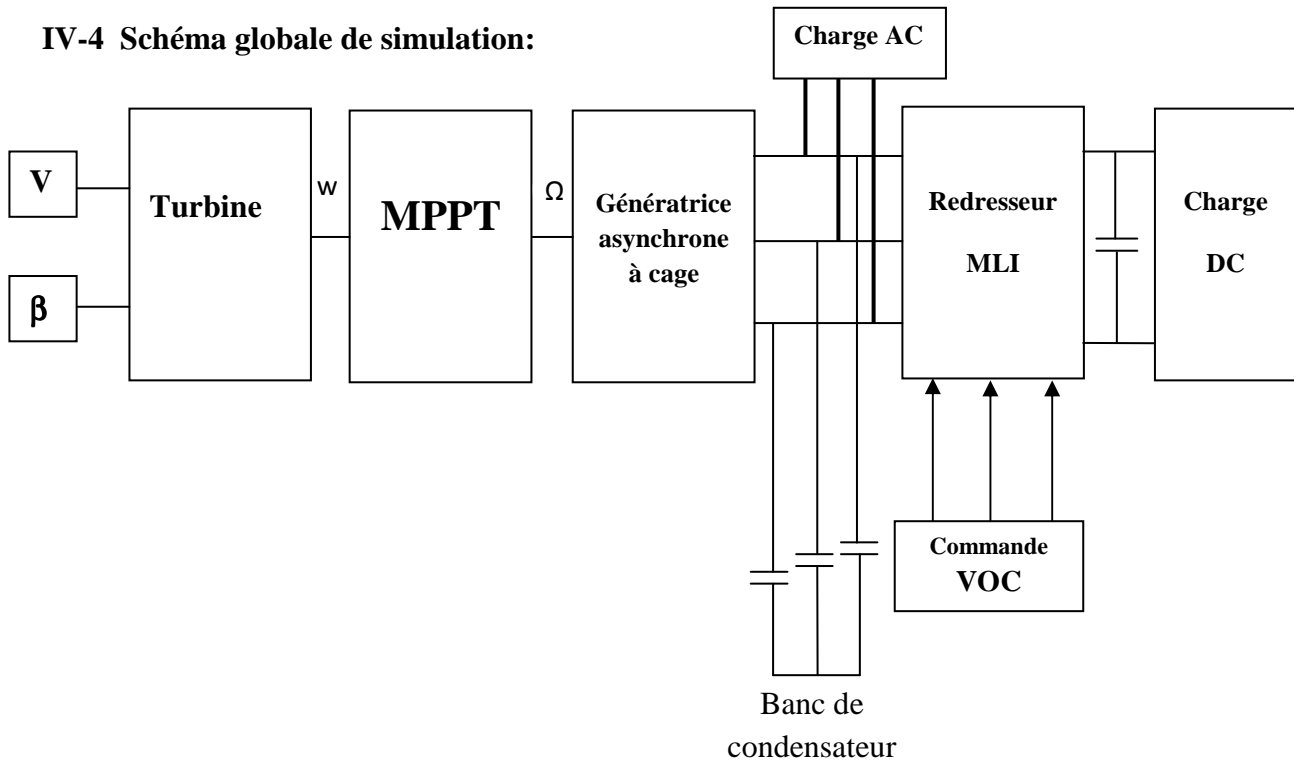 IV-4 Schéma globale de simulation:
Charge AC
V
β
Turbine
w
MPPT
Ω
Génératrice
asynchrone
à cage
Redresseur
MLI
Charge
DC
Commande
VOC
Banc de
condensateur